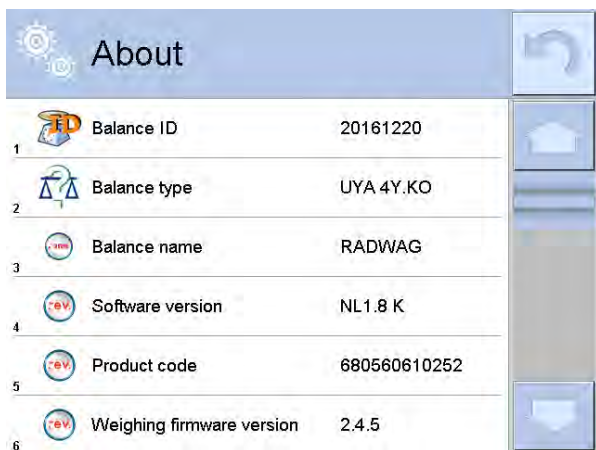 About
1 Balance ID 20161220
2 Balance type UYA 4Y.KO
3 Balance name RADWAG
4 Software version NL1.8 K
5 Product code 680560610252
6 Weighing firmware version 2.4.5